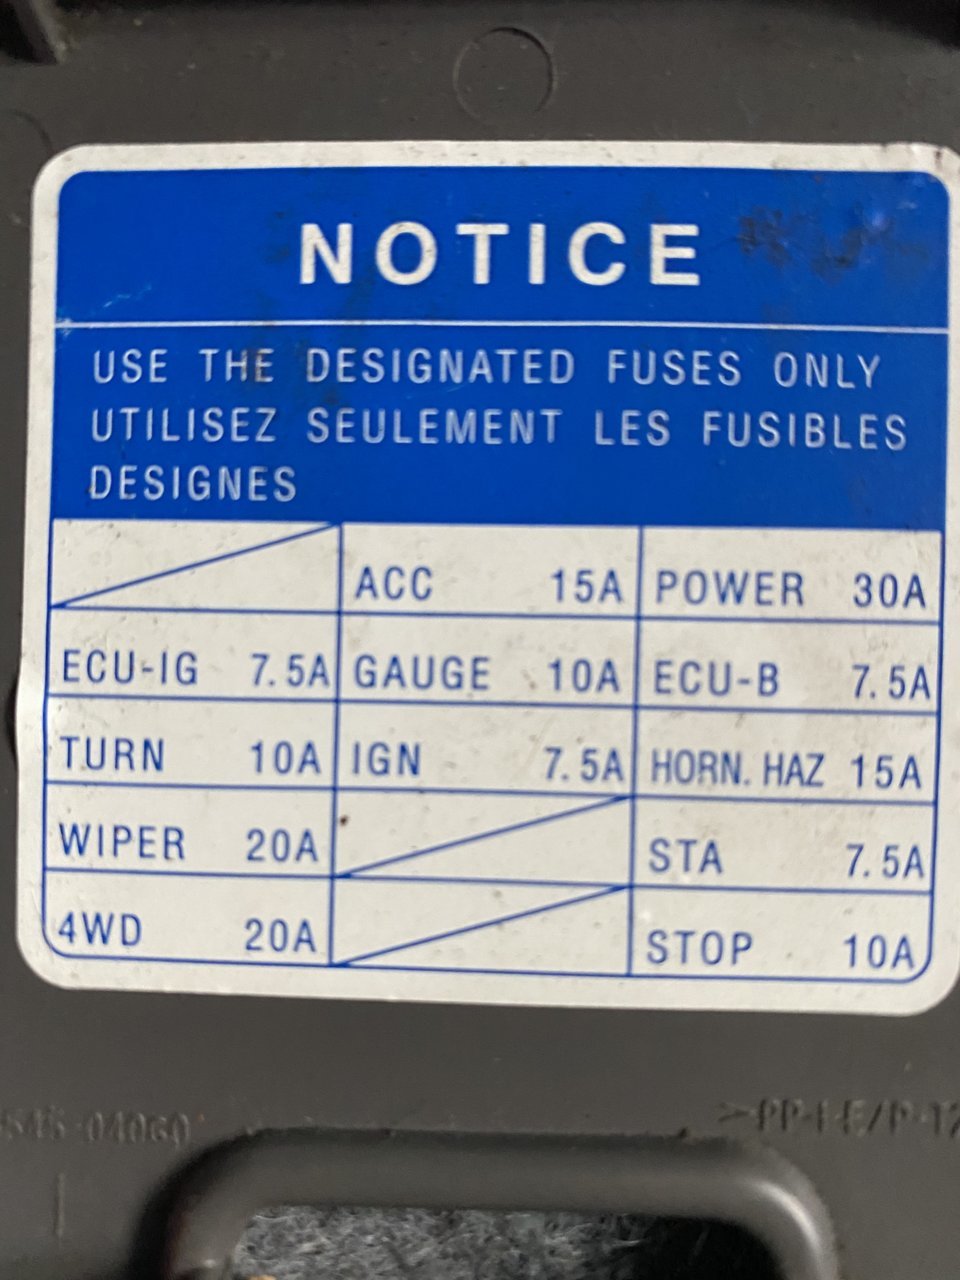 NOTICE
USE THE DESIGNATED FUSES ONLY
UTILISEZ SEULEMENT LES FUSIBLES
DESIGNES
ACC 15A POWER 30A
ECU-IG 7.5A GAUGE 10A ECU-B 7.5A
TURN 10A IGN 7.5A HORN. HAZ 15A
WIPER 20A STA 7.5A
4WD 20A STOP 10A